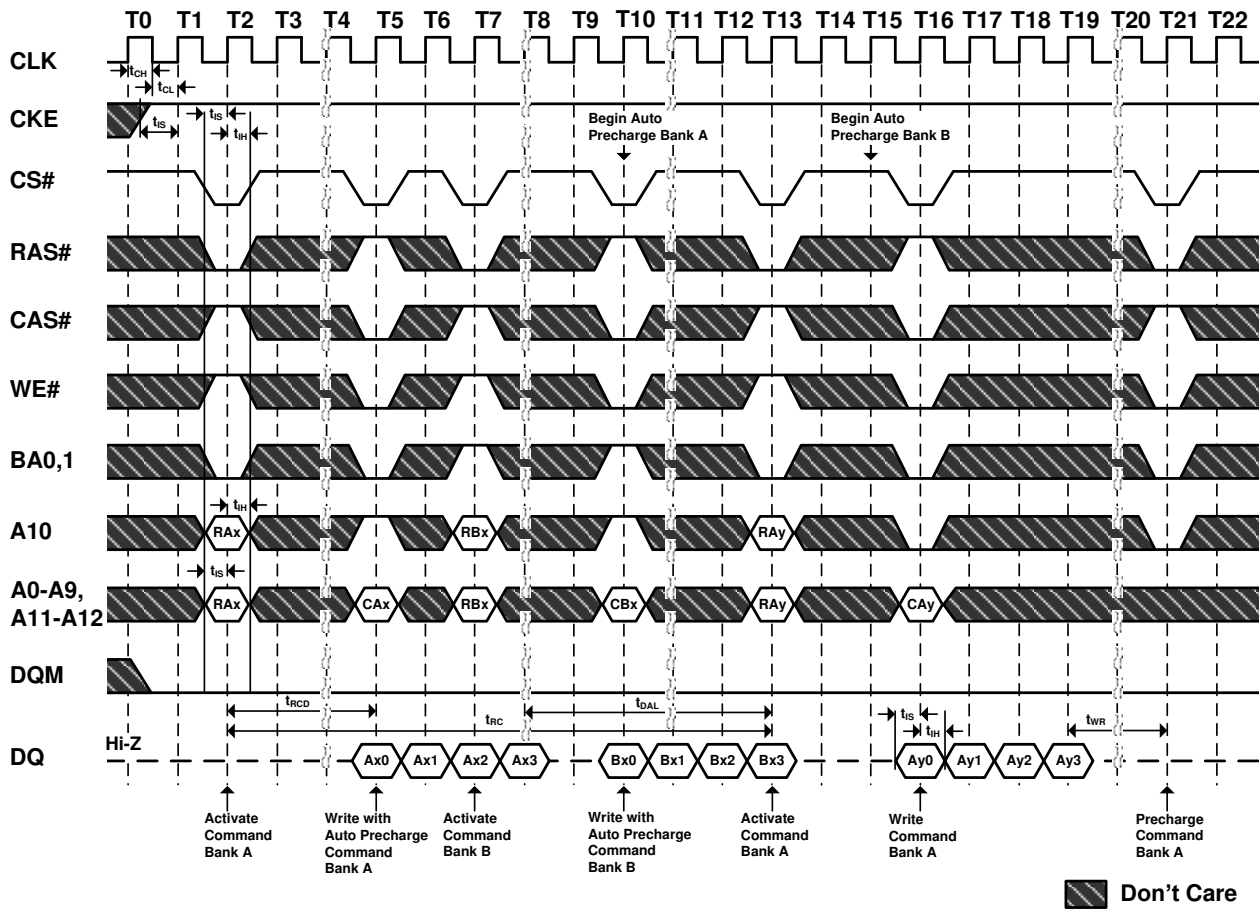 T0 T1 T2 T3 T4 T5 T6 T7 T8 T9 T10 T11 T12 T13 T14 T15 T16 T17 T18 T19 T20 T21 T22
CLK
tCH
tCL
CKE
tIS
tIS
tIH
Begin Auto
Precharge Bank A
Begin Auto
Precharge Bank B
CS#
RAS#
CAS#
WE#
BA0,1
tIH
A10
RAx RBx RAy
tIS
A0-A9,
A11-A12
RAx CAx RBx CBx RAy CAy
DQM
tRCD
tDAL
tRC
tIS
tIH
tWR
Hi-Z
DQ
Ax0 Ax1 Ax2 Ax3 Bx0 Bx1 Bx2 Bx3 Ay0 Ay1 Ay2 Ay3
Activate
Command
Bank A
Write with
Auto Precharge
Command
Bank A
Activate
Command
Bank B
Write with
Auto Precharge
Command
Bank B
Activate
Command
Bank A
Write
Command
Bank A
Precharge
Command
Bank A
Don't Care